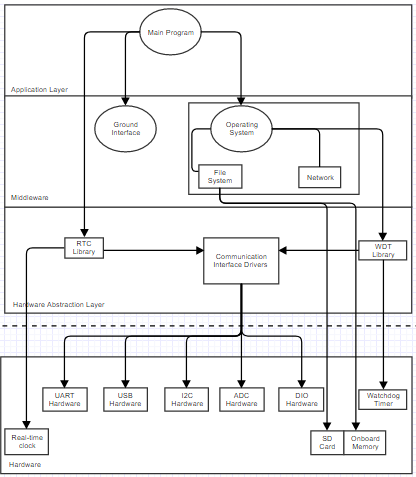 Main Program
Application Layer
Ground
Interface
Operating
System
File
System
Network
Middleware
RTC
Library
Communication
Interface Drivers
WDT
Library
Hardware Abstraction Layer
UART
Hardware
USB
Hardware
I2C
Hardware
ADC
Hardware
DIO
Hardware
Watchdog
Timer
Real-time
clock
SD
Card
Onboard
Memory
Hardware